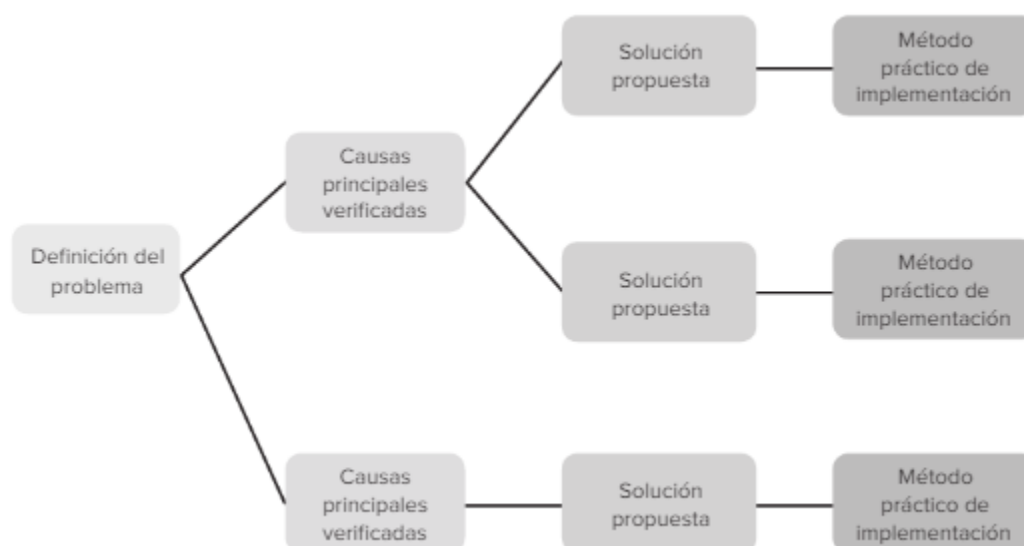 Definición del
problema
Causas
principales
verificadas
Solución
propuesta
Método
práctico de
implementación
Solución
propuesta
Método
práctico de
implementación
Causas
principales
verificadas
Solución
propuesta
Método
práctico de
implementación